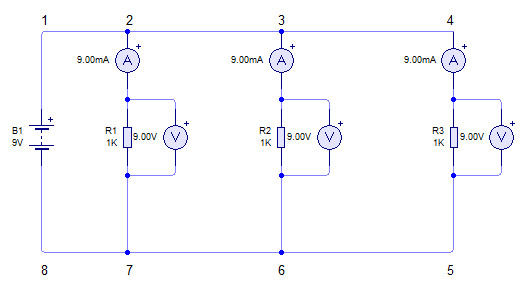 1 2 3 4
+ + +
9.00mA A 9.00mA A 9.00mA A
+ + + +
B1 R1 9.00V V R2 9.00V V R3 9.00V V
9V 1K 1K 1K
8 7 6 5